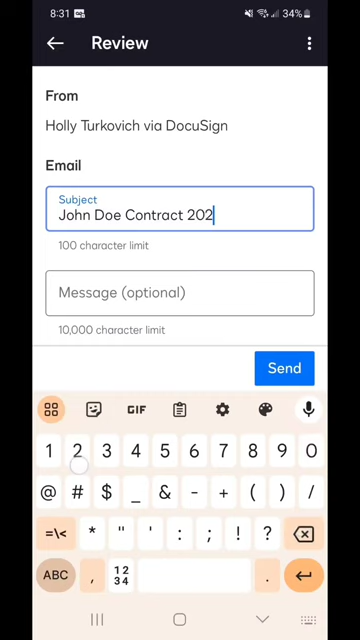 8:31 34%
Review
From
Holly Turkovich via DocuSign
Email
Subject
John Doe Contract 202
100 character limit
Message (optional)
10,000 character limit
Send
GIF
1 2 3 4 5 6 7 8 9 0
@ # $ _ & - + ( ) /
=\< * " ' : ; ! ?
ABC , 12 34 .